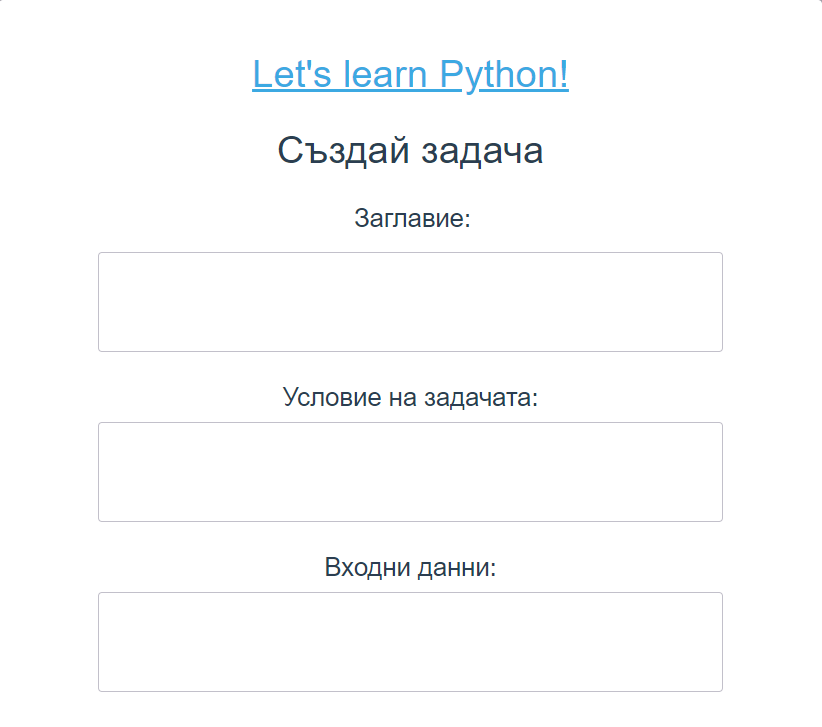 Let's learn Python!
Създай задача
Заглавие:
Условие на задачата:
Входни данни: